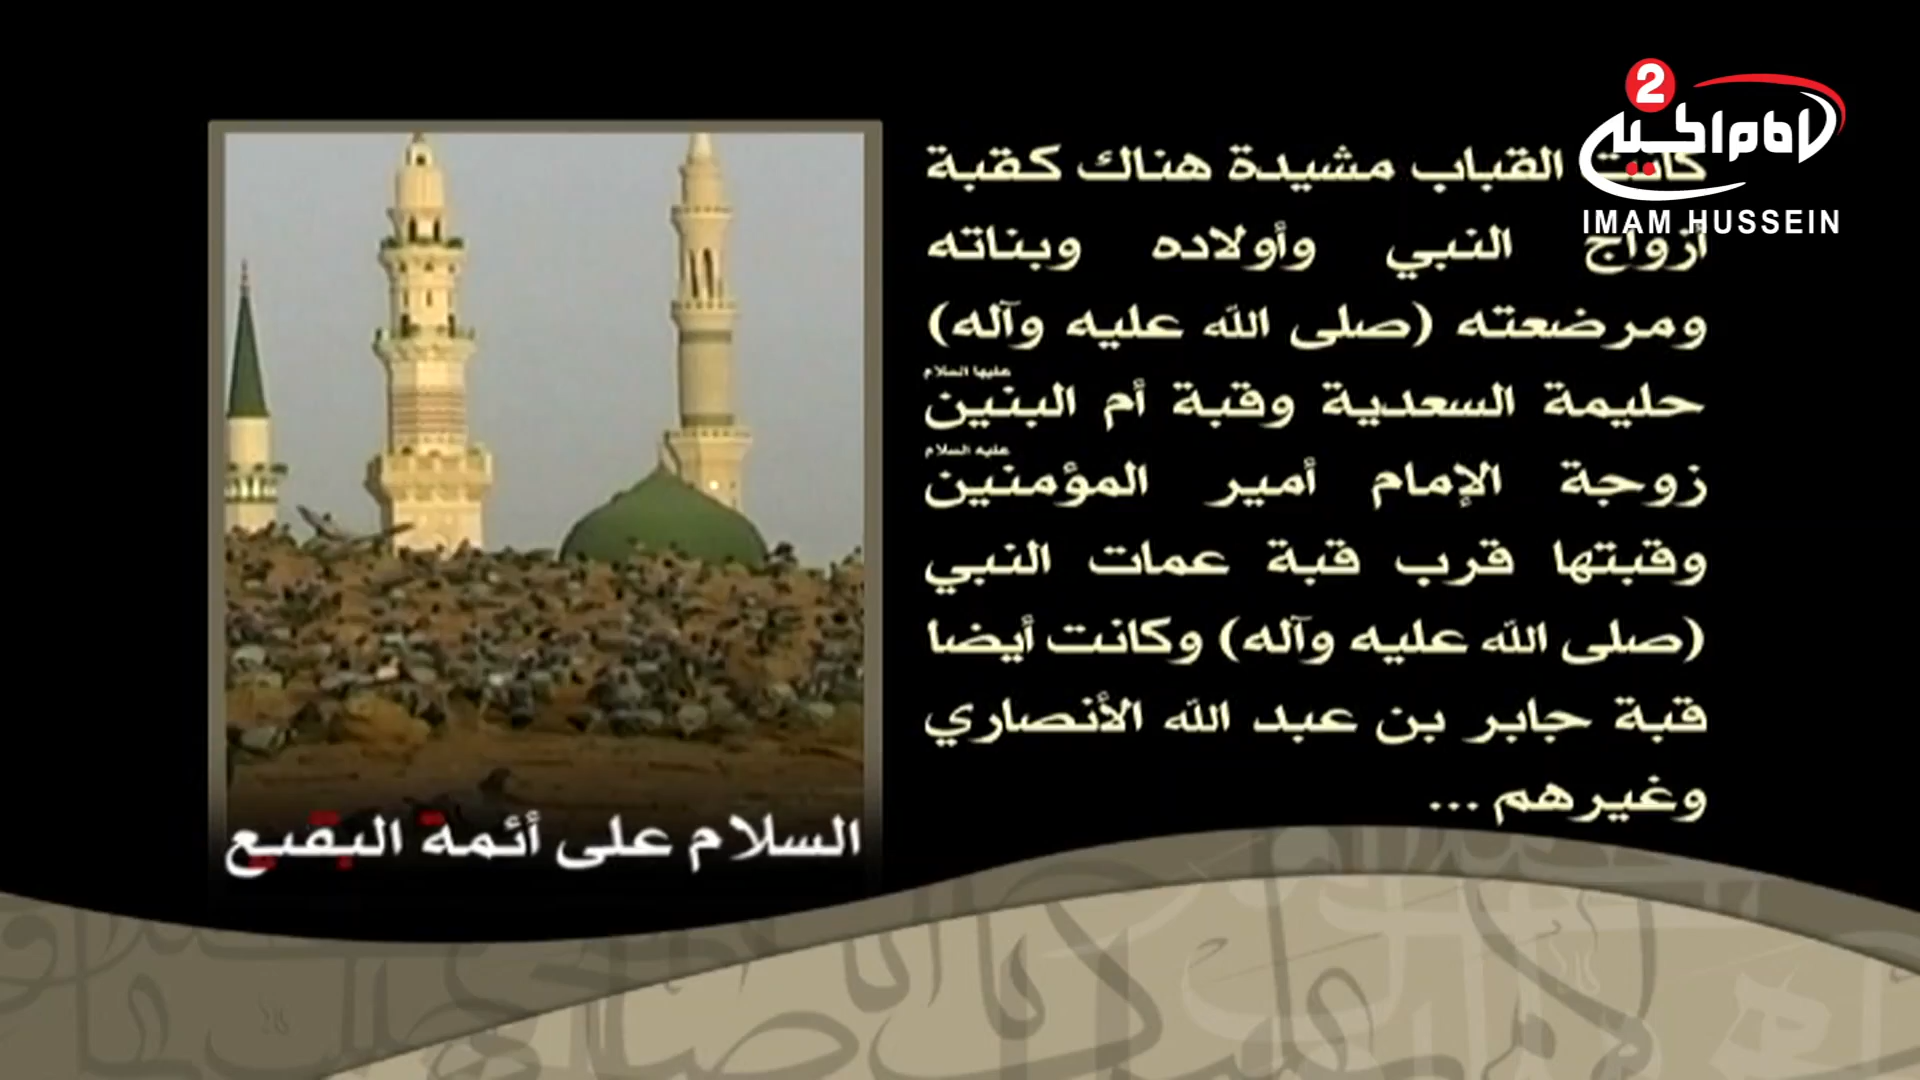 2
الإمام الحسين
IMAM HUSSEIN
كانت القباب مشيدة هناك كقبة
أزواج النبي وأولاده وبناته
ومرضعته (صلى الله عليه وآله)
حليمة السعدية وقبة أم البنين عليها السلام
زوجة الإمام أمير المؤمنين عليه السلام
وقبتها قرب قبة عمات النبي
(صلى الله عليه وآله) وكانت أيضا
قبة جابر بن عبد الله الأنصاري
وغيرهم ...
السلام على أئمة البقيع